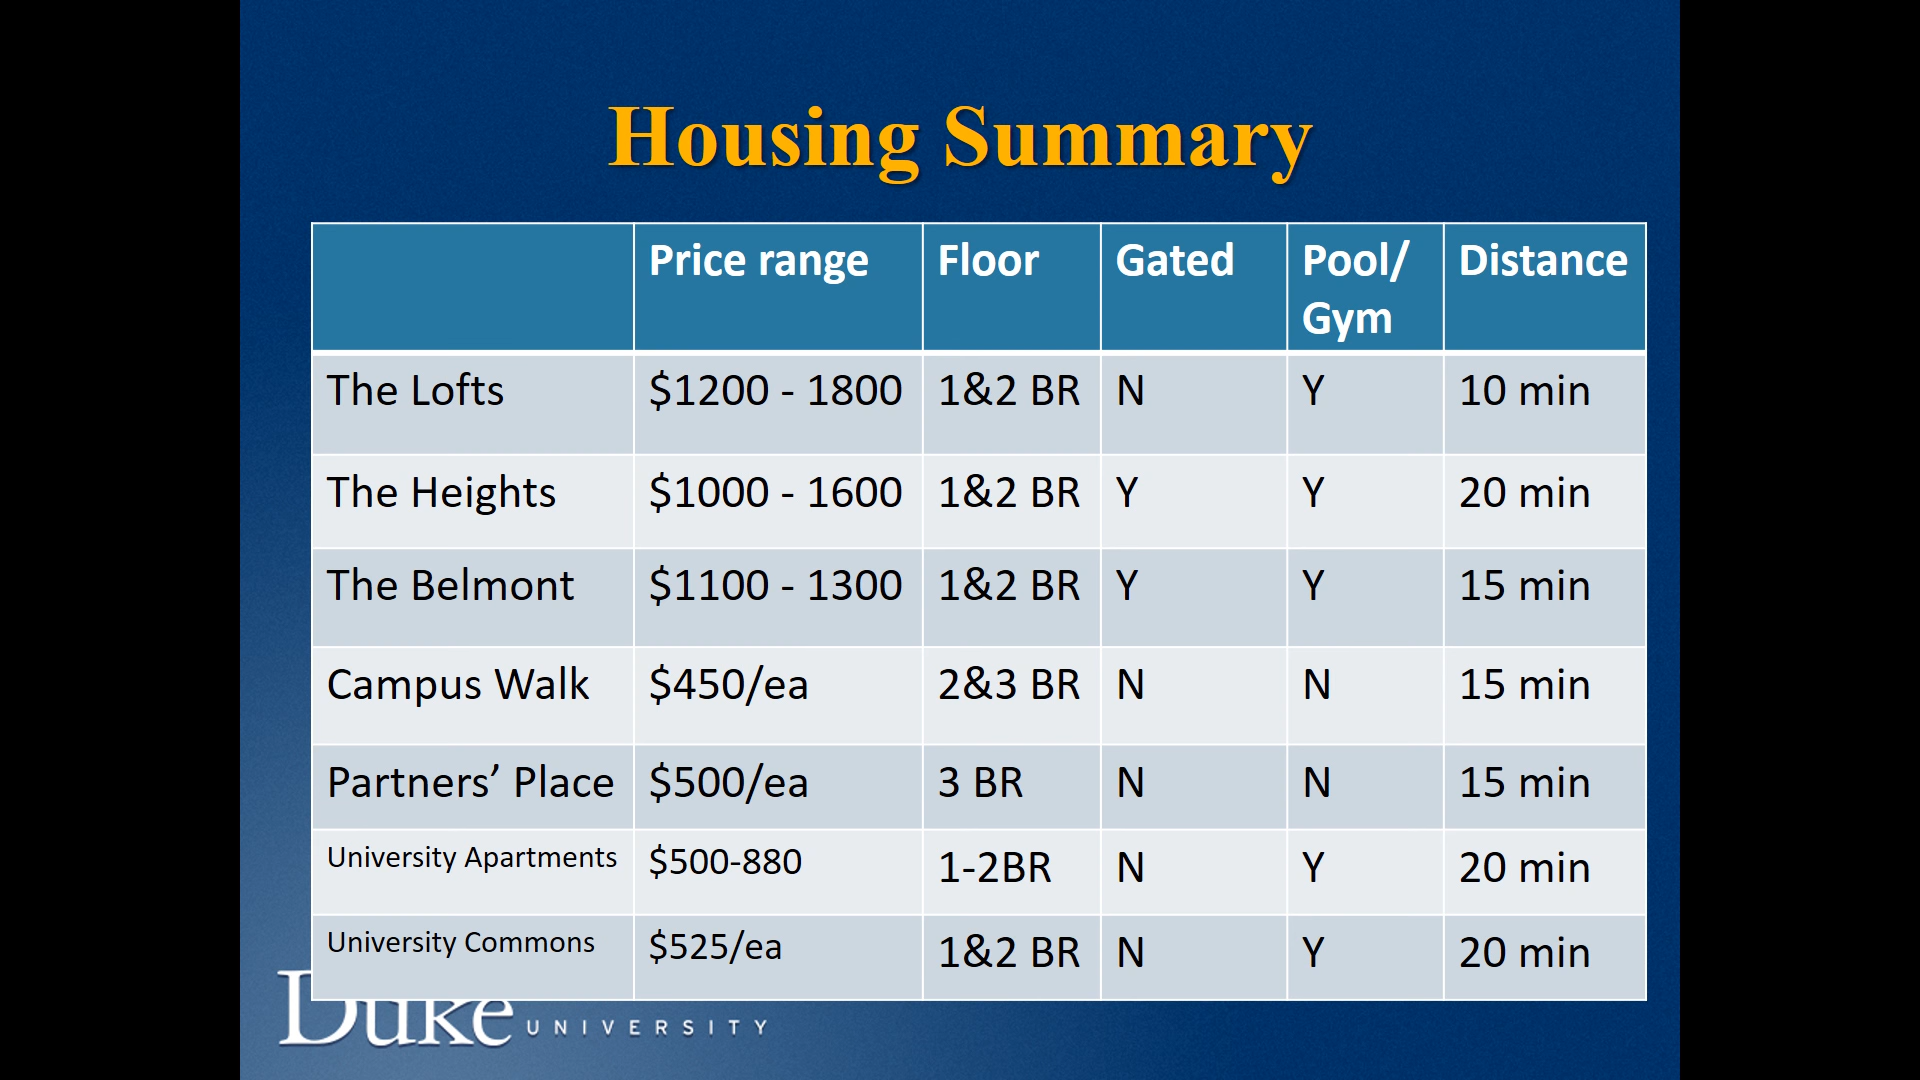 Housing Summary
Price range Floor Gated Pool/ Distance
Gym
The Lofts $1200 - 1800 1&2 BR N Y 10 min
The Heights $1000 - 1600 1&2 BR Y Y 20 min
The Belmont $1100 - 1300 1&2 BR Y Y 15 min
Campus Walk $450/ea 2&3 BR N N 15 min
Partners’ Place $500/ea 3 BR N N 15 min
University Apartments $500-880 1-2BR N Y 20 min
University Commons $525/ea 1&2 BR N Y 20 min
Duke UNIVERSITY